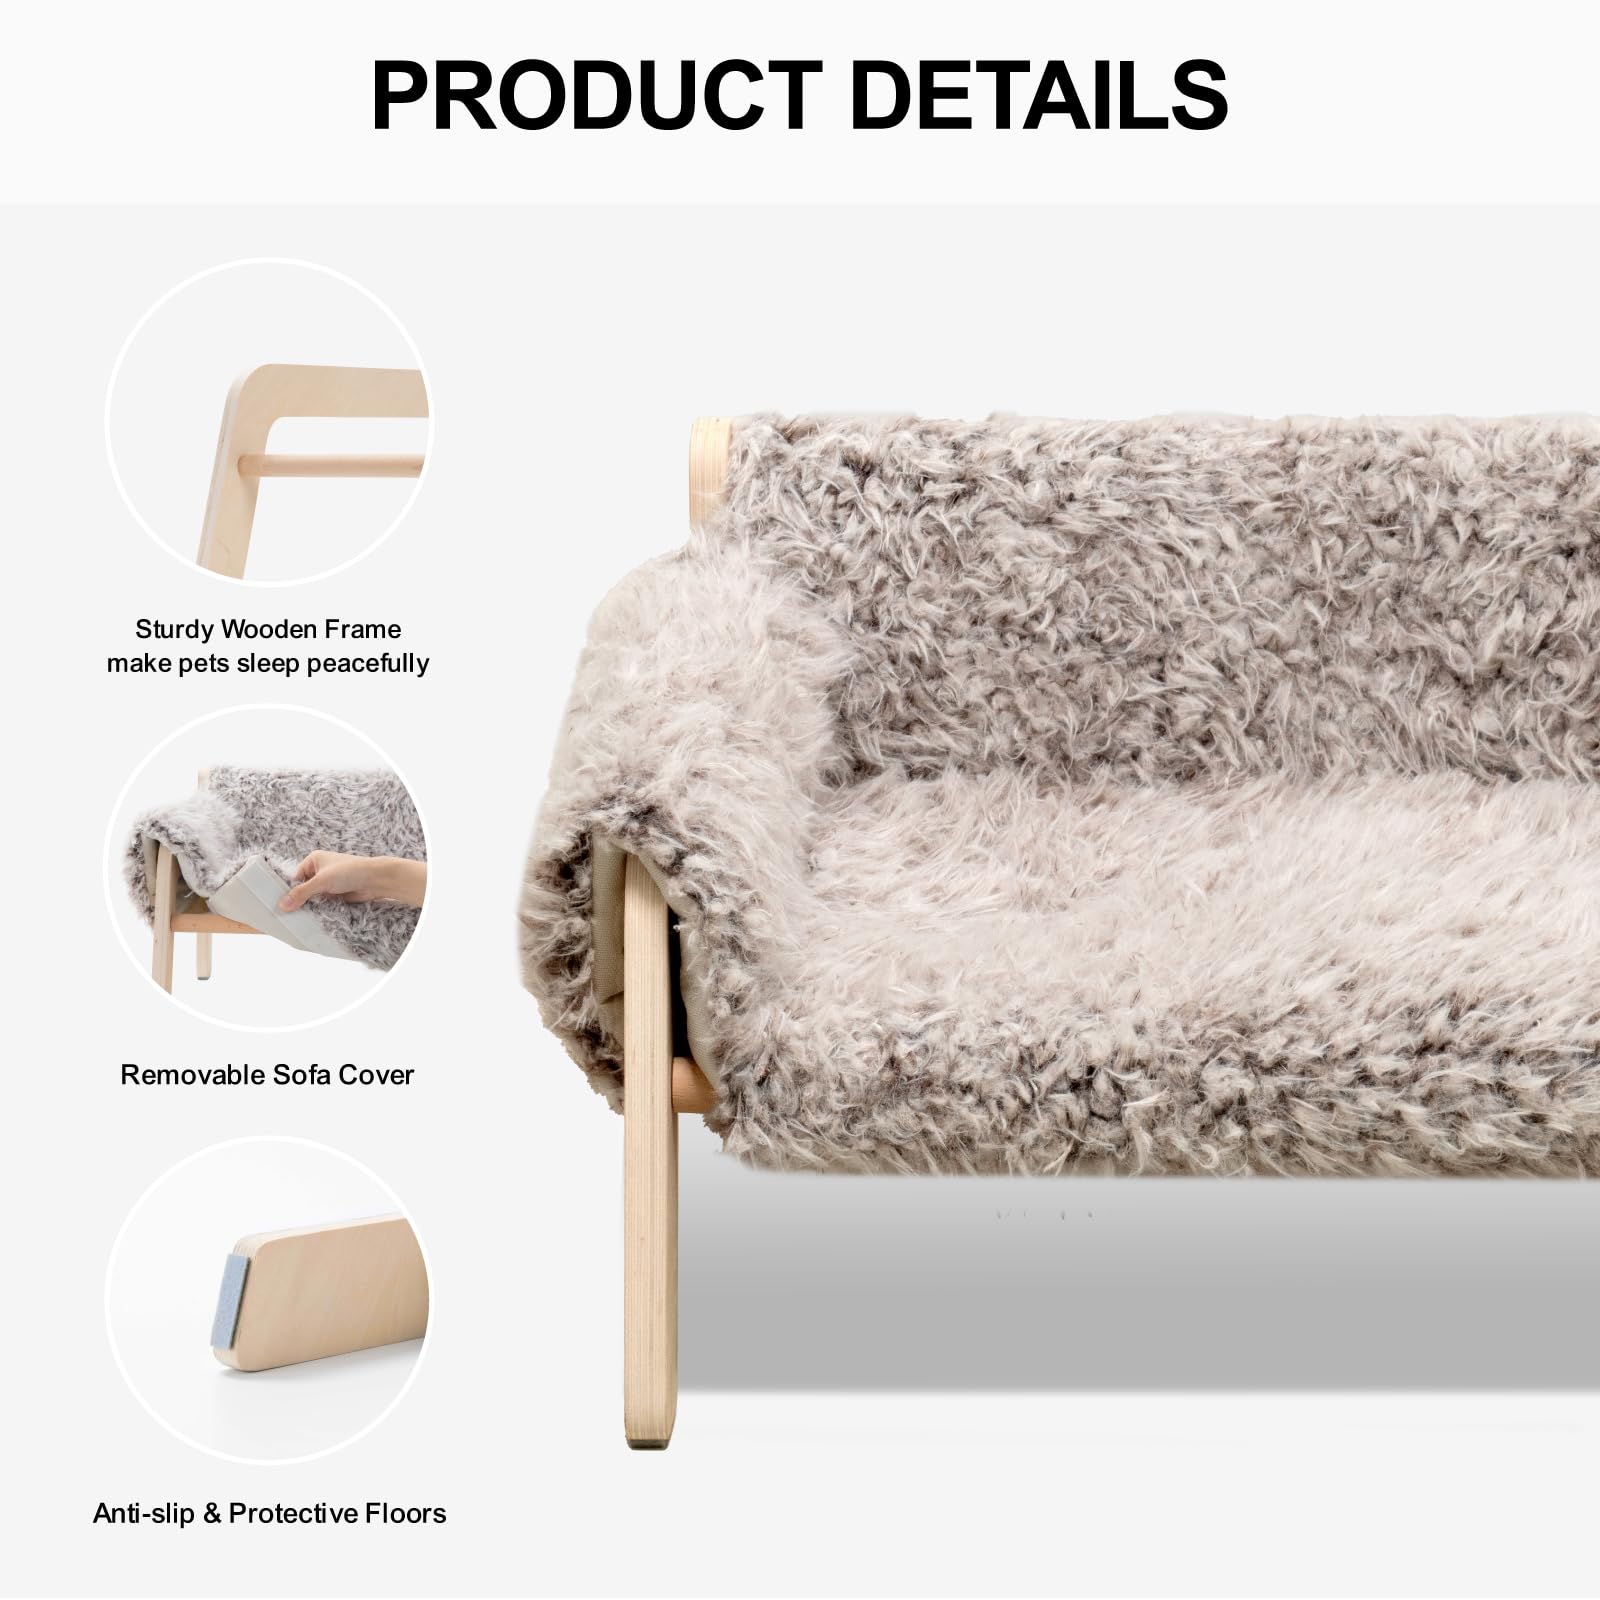 PRODUCT DETAILS
Sturdy Wooden Frame
make pets sleep peacefully
Removable Sofa Cover
Anti-slip & Protective Floors